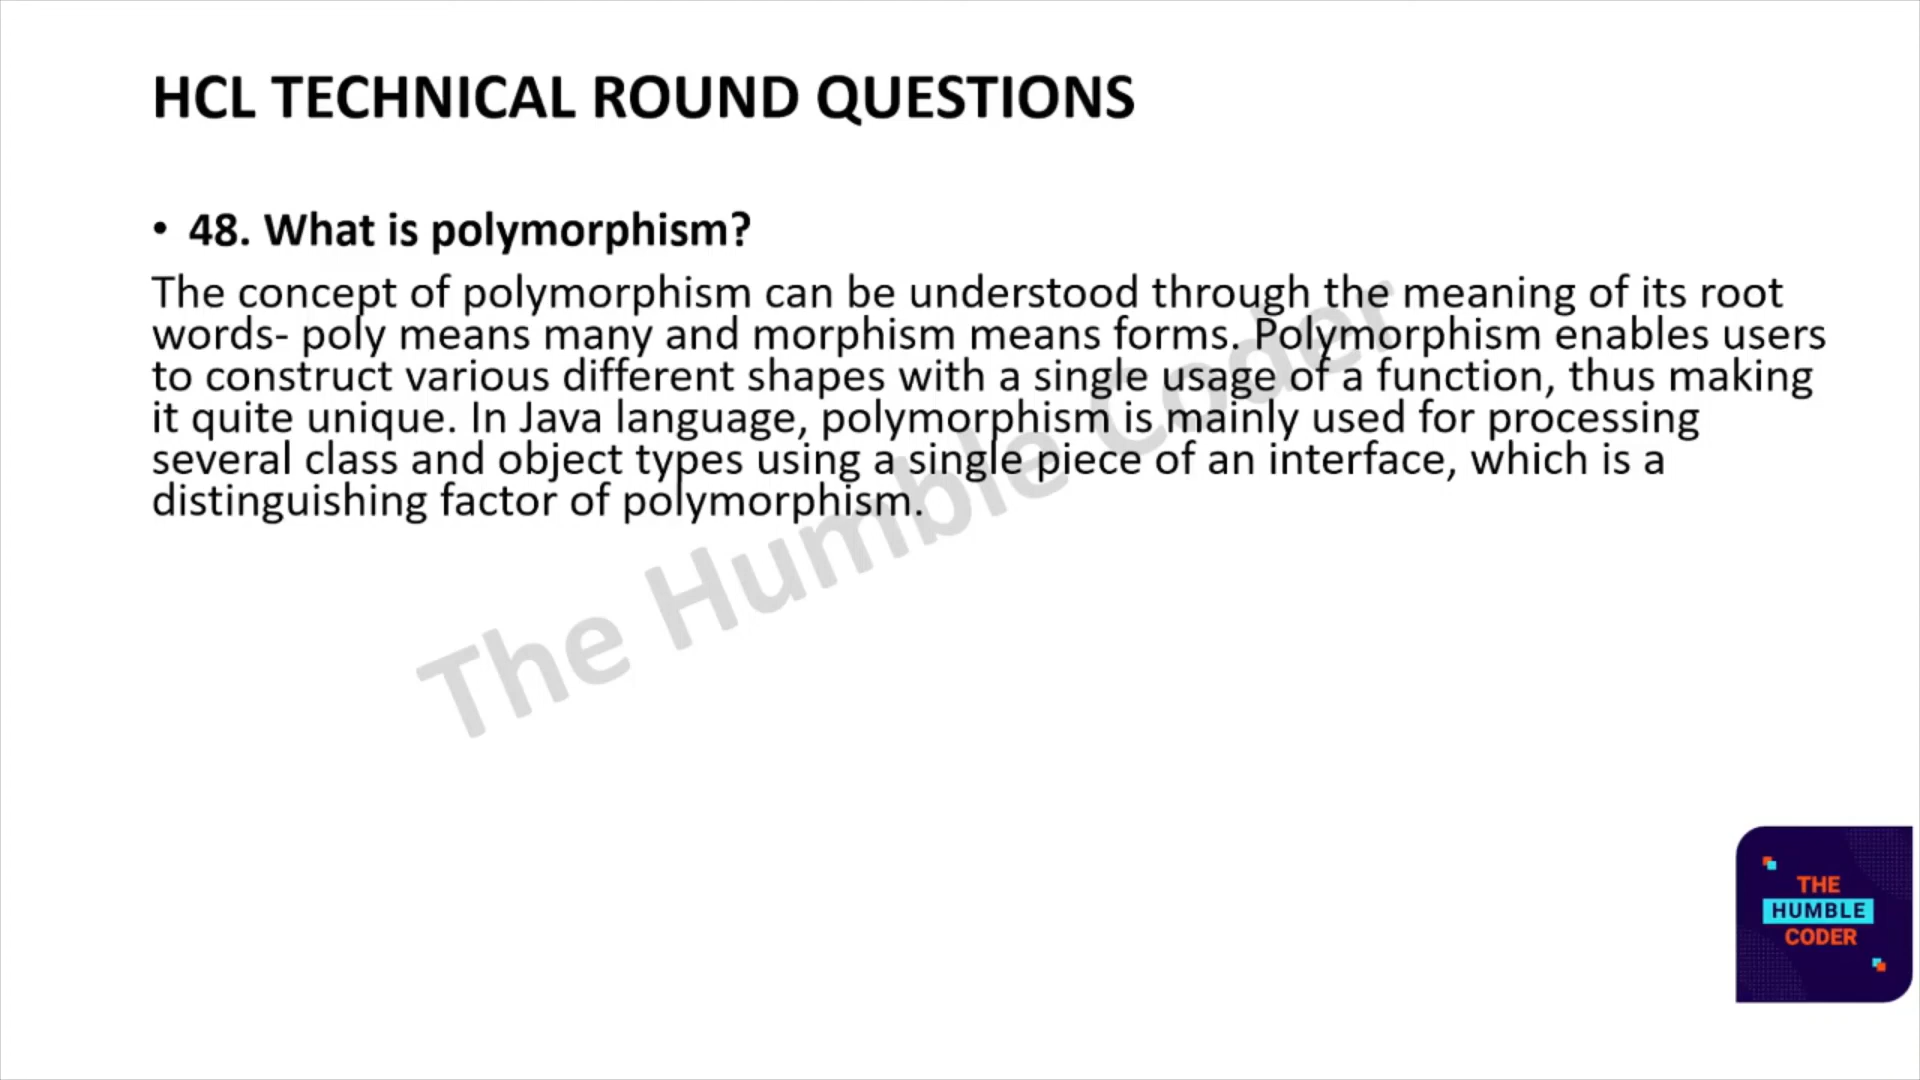 HCL TECHNICAL ROUND QUESTIONS
• 48. What is polymorphism?
The concept of polymorphism can be understood through the meaning of its root
words- poly means many and morphism means forms. Polymorphism enables users
to construct various different shapes with a single usage of a function, thus making
it quite unique. In Java language, polymorphism is mainly used for processing
several class and object types using a single piece of an interface, which is a
distinguishing factor of polymorphism.
The Humble Coder
THE
HUMBLE
CODER